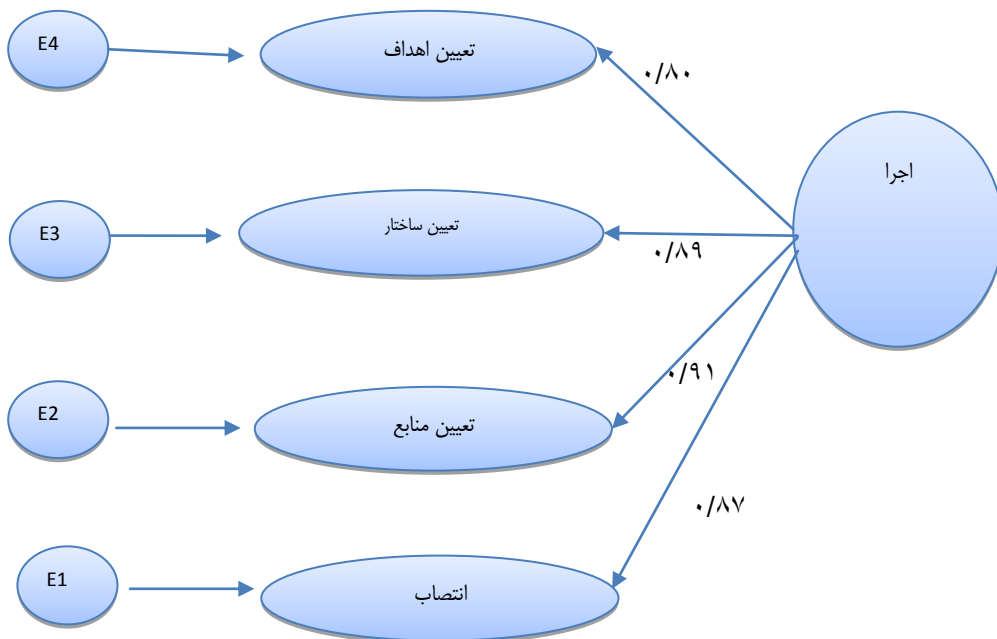 E4
تعیین اهداف
۰/۸۰
اجرا
E3
تعیین ساختار
۰/۸۹
E2
تعیین منابع
۰/۹۱
۰/۸۷
E1
انتصاب